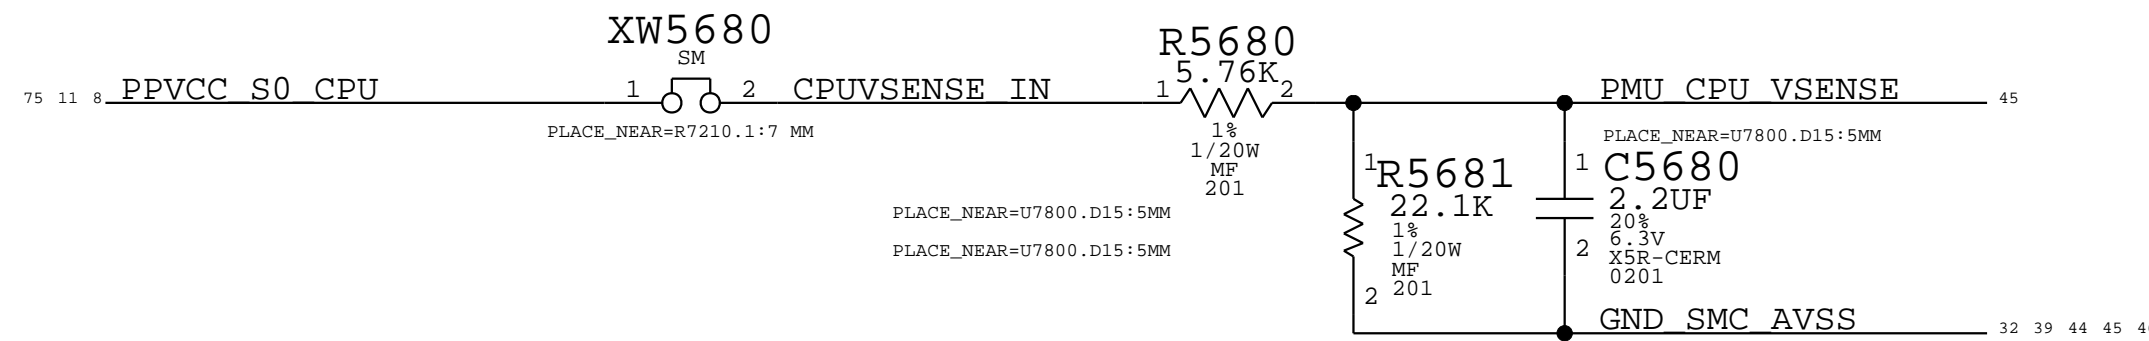 XW5680
SM
75 11 8 PPVCC_S0_CPU
1 2
CPUVSENSE_IN
PLACE_NEAR=R7210.1:7 MM
R5680
5.76K
1 2
1%
1/20W
MF
201
PMU_CPU_VSENSE 45
PLACE_NEAR=U7800.D15:5MM
PLACE_NEAR=U7800.D15:5MM
PLACE_NEAR=U7800.D15:5MM
1
R5681
22.1K
1%
1/20W
MF
201
2
1
C5680
2.2UF
20%
6.3V
X5R-CERM
0201
2
GND_SMC_AVSS 32 39 44 45